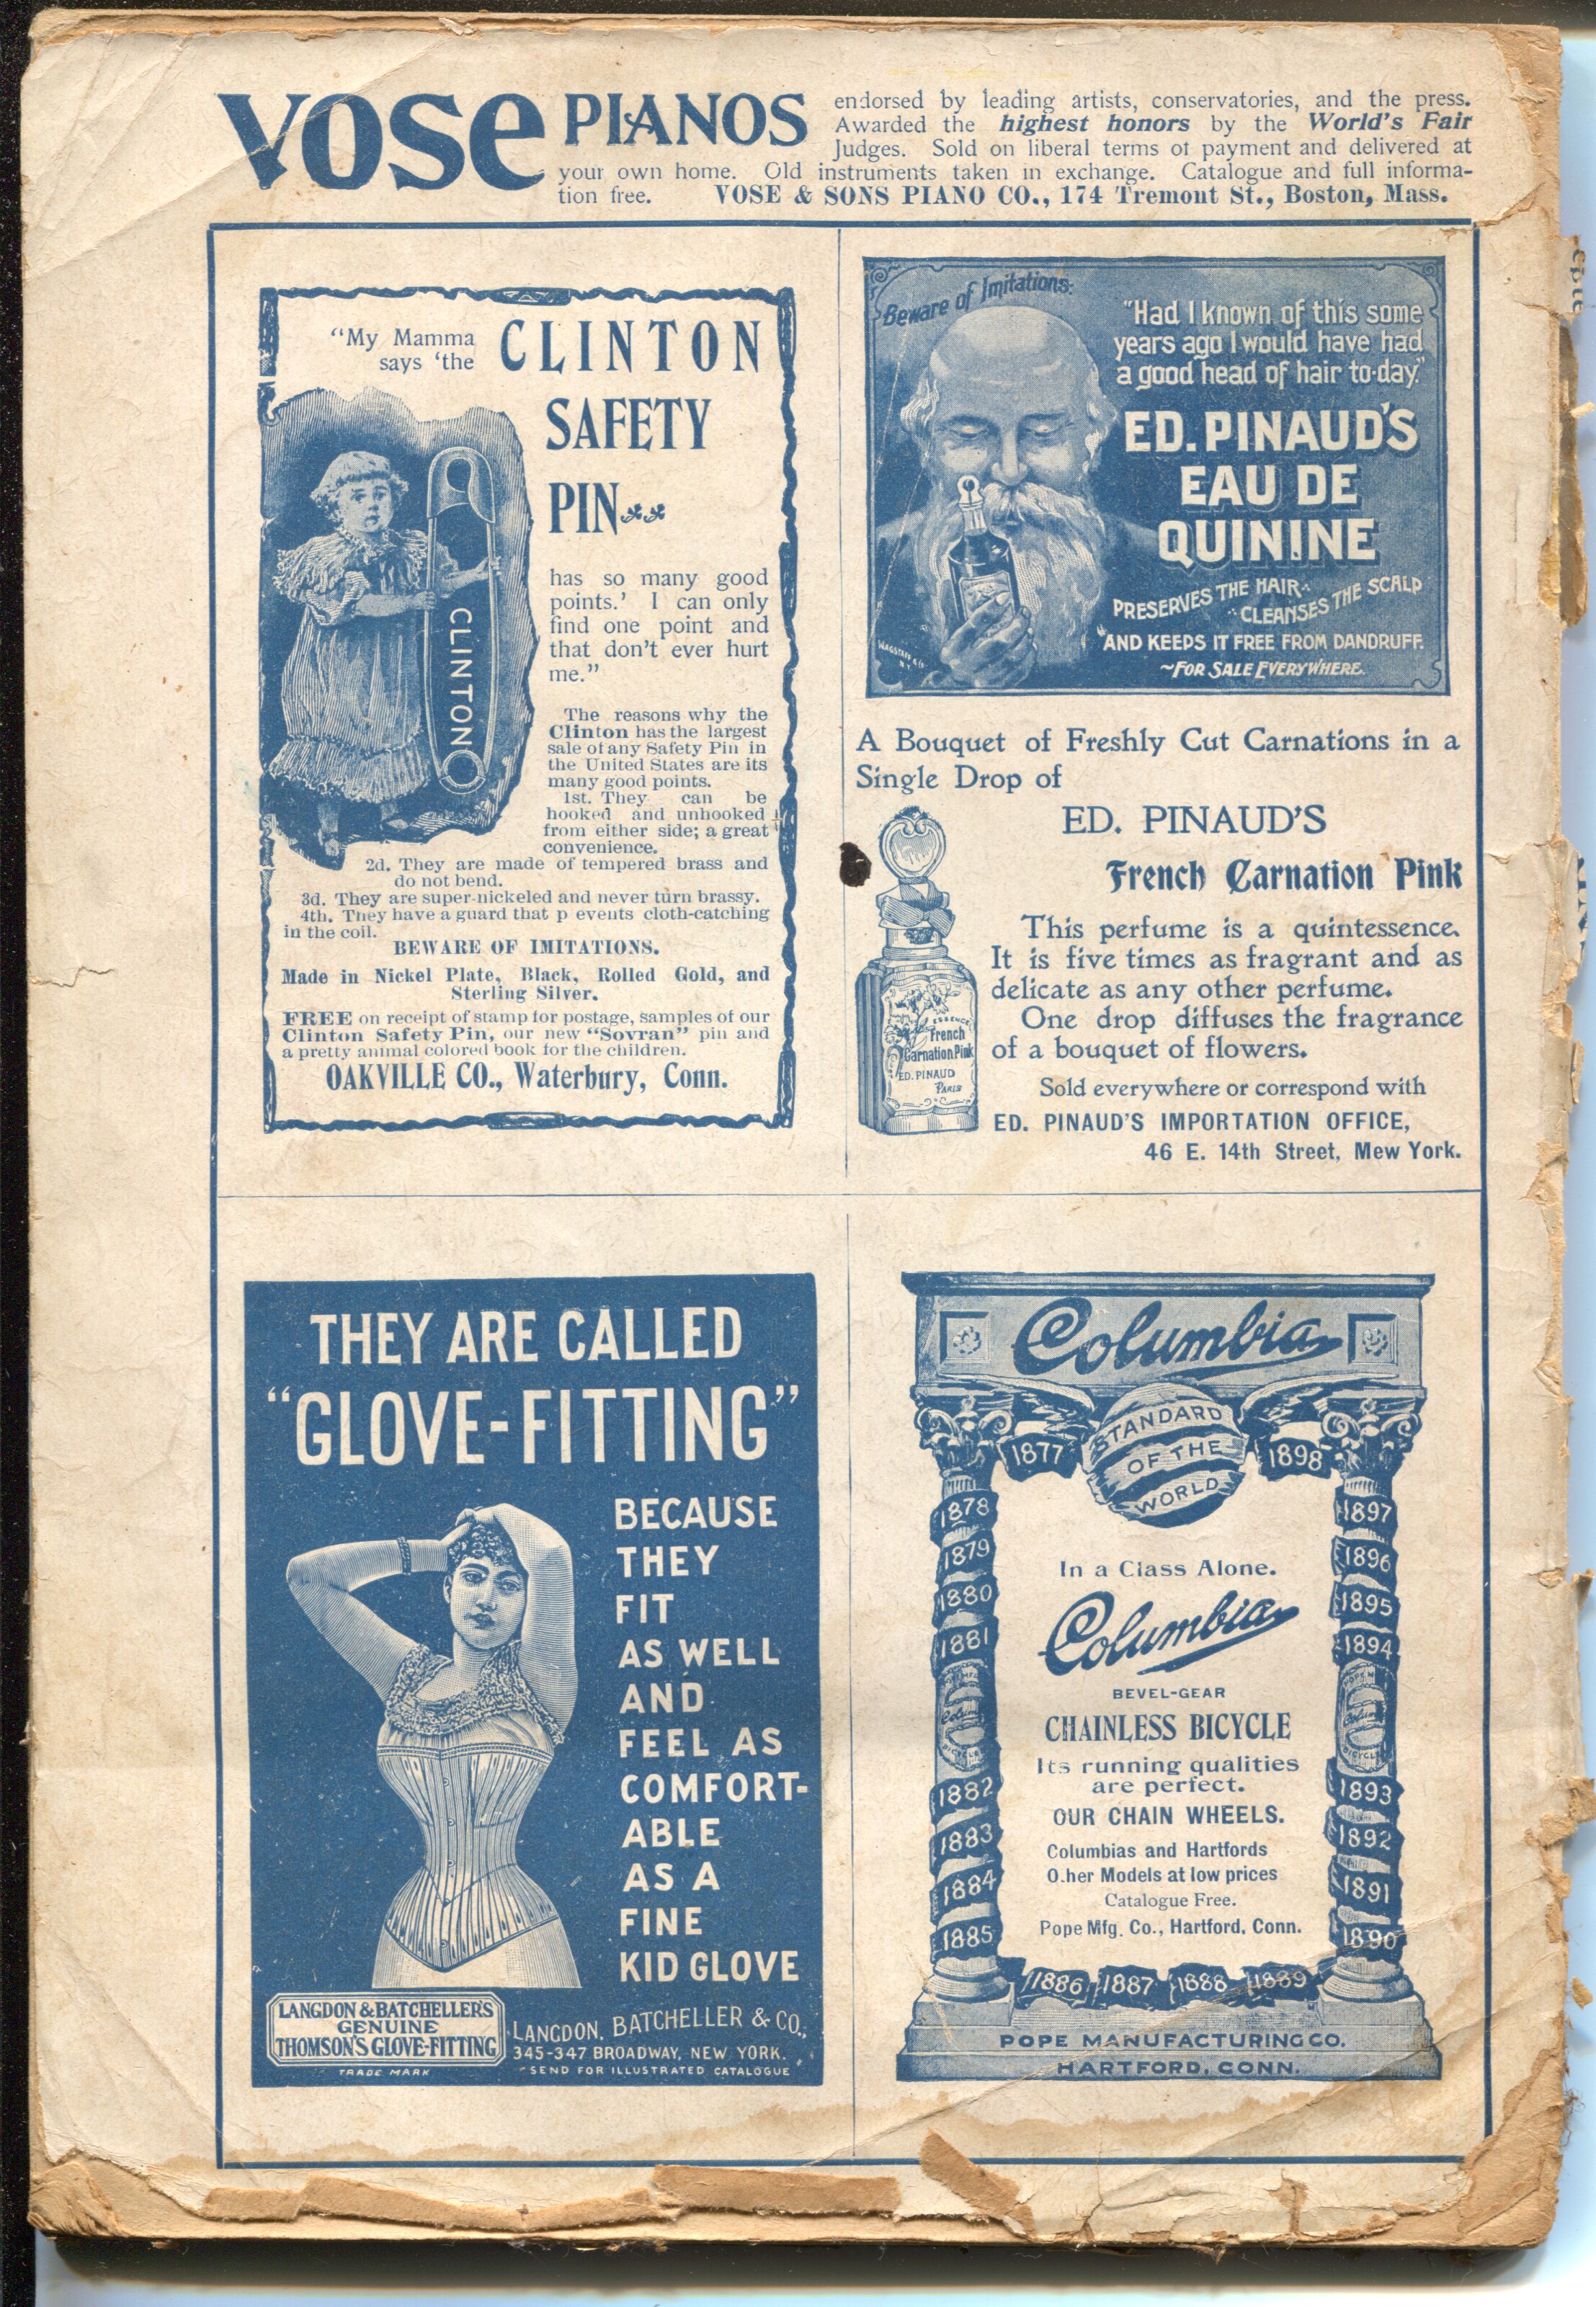 vose PIANOS
endorsed by leading artists, conservatories, and the press.
Awarded the highest honors by the World's Fair
Judges. Sold on liberal terms of payment and delivered at
your own home. Old instruments taken in exchange. Catalogue and full informa-
tion free. VOSE & SONS PIANO CO., 174 Tremont St., Boston, Mass.
"My Mamma
says 'the
CLINTON
SAFETY
PIN
CLINTON
has so many good
points.' I can only
find one point and
that don't ever hurt
me."
The reasons why the
Clinton has the largest
sale of any Safety Pin in
the United States are its
many good points.
1st. They can be
hooked and unhooked
from either side; a great
convenience.
2d. They are made of tempered brass and
do not bend.
3d. They are super-nickeled and never turn brassy.
4th. They have a guard that p events cloth-catching
in the coil.
BEWARE OF IMITATIONS.
Made in Nickel Plate, Black, Rolled Gold, and
Sterling Silver.
FREE on receipt of stamp for postage, samples of our
Clinton Safety Pin, our new "Sovran" pin and
a pretty animal colored book for the children.
OAKVILLE CO., Waterbury, Conn.
Beware of Imitations.
"Had I known of this some
years ago I would have had
a good head of hair to-day."
ED. PINAUD'S
EAU DE
QUININE
PRESERVES THE HAIR
CLEANSES THE SCALP
AND KEEPS IT FREE FROM DANDRUFF.
~FOR SALE EVERYWHERE.
A Bouquet of Freshly Cut Carnations in a
Single Drop of
ED. PINAUD'S
French Carnation Pink
This perfume is a quintessence.
It is five times as fragrant and as
delicate as any other perfume.
One drop diffuses the fragrance
of a bouquet of flowers.
ESSENCE
French
Carnation Pink
ED. PINAUD
PARIS
Sold everywhere or correspond with
ED. PINAUD'S IMPORTATION OFFICE,
46 E. 14th Street, Mew York.
THEY ARE CALLED
"GLOVE-FITTING"
BECAUSE
THEY
FIT
AS WELL
AND
FEEL AS
COMFORT-
ABLE
AS A
FINE
KID GLOVE
LANGDON & BATCHELLER'S
GENUINE
THOMSON'S GLOVE-FITTING
TRADE MARK
LANGDON, BATCHELLER & CO.,
345-347 BROADWAY, NEW YORK.
SEND FOR ILLUSTRATED CATALOGUE
Columbia
STANDARD
OF THE
WORLD
1877
1878
1879
1880
1881
1882
1883
1884
1885
1886 1887 1888 1889
1890
1891
1892
1893
1894
1895
1896
1897
1898
In a Class Alone.
Columbia
BEVEL-GEAR
CHAINLESS BICYCLE
Its running qualities
are perfect.
OUR CHAIN WHEELS.
Columbias and Hartfords
O.her Models at low prices
Catalogue Free.
Pope Mfg. Co., Hartford, Conn.
POPE MANUFACTURING CO.
HARTFORD, CONN.